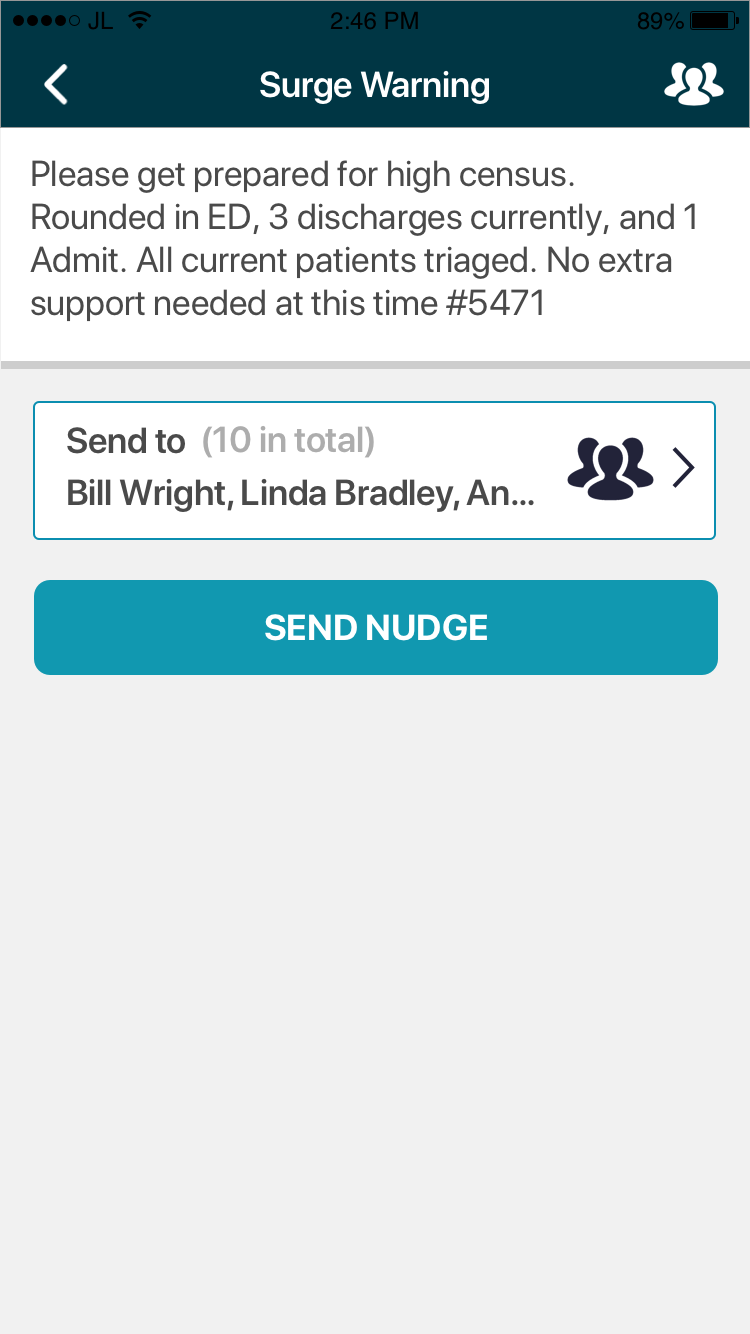 JL 2:46 PM 89%
Surge Warning
Please get prepared for high census.
Rounded in ED, 3 discharges currently, and 1
Admit. All current patients triaged. No extra
support needed at this time #5471
Send to (10 in total)
Bill Wright, Linda Bradley, An...
SEND NUDGE